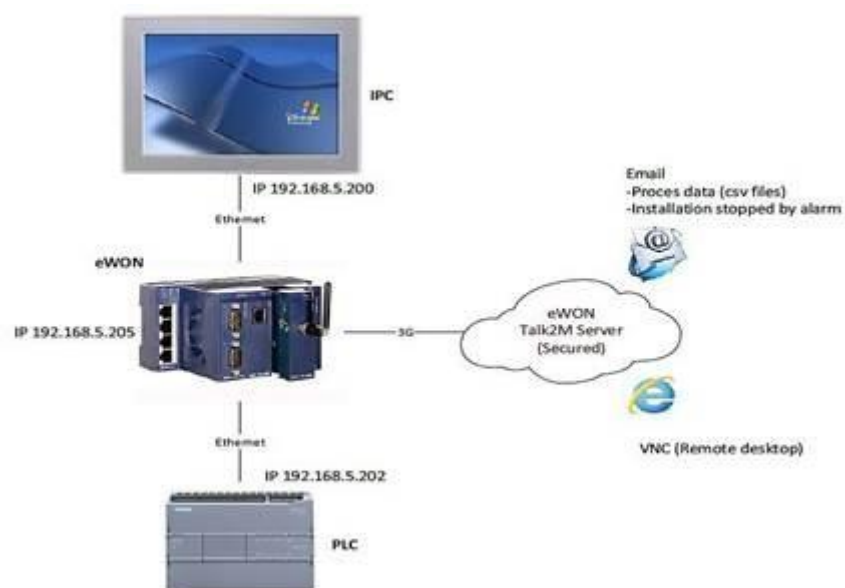 IPC
IP 192.168.5.200
Ethernet
Email
-Proces data (csv files)
-Installation stopped by alarm
@
eWON
IP 192.168.5.205
3G
eWON
Talk2M Server
(Secured)
Ethernet
VNC (Remote desktop)
IP 192.168.5.202
PLC